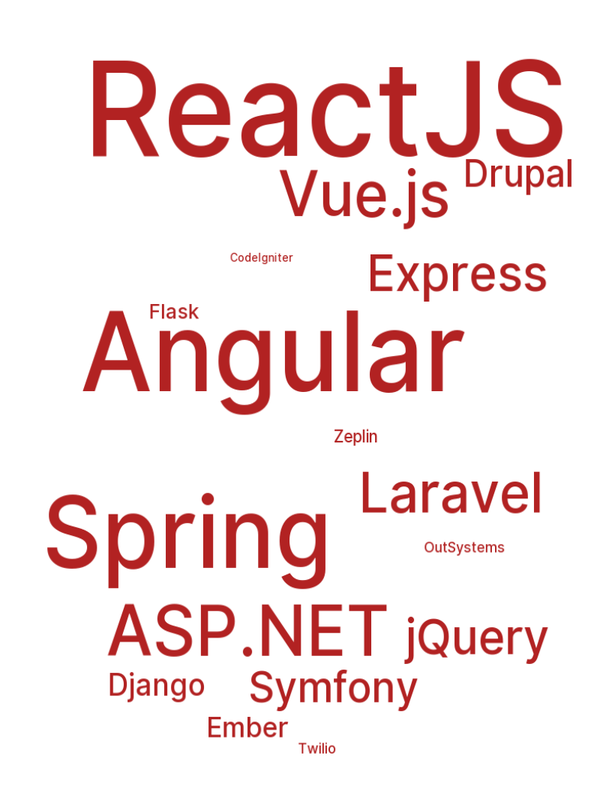 ReactJS
Vue.js Drupal
CodeIgniter
Express
Flask
Angular
Zeplin
Laravel
Spring
OutSystems
ASP.NET jQuery
Django Symfony
Ember
Twilio